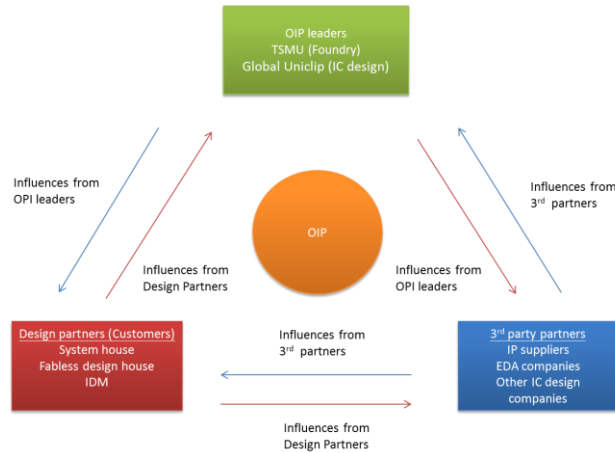 OIP leaders
TSMU (Foundry)
Global Uniclip (IC design)
Influences from
OPI leaders
Influences from
3rd partners
OIP
Influences from
Design Partners
Influences from
OPI leaders
Design partners (Customers)
System house
Fabless design house
IDM
Influences from
3rd partners
3rd party partners
IP suppliers
EDA companies
Other IC design
companies
Influences from
Design Partners